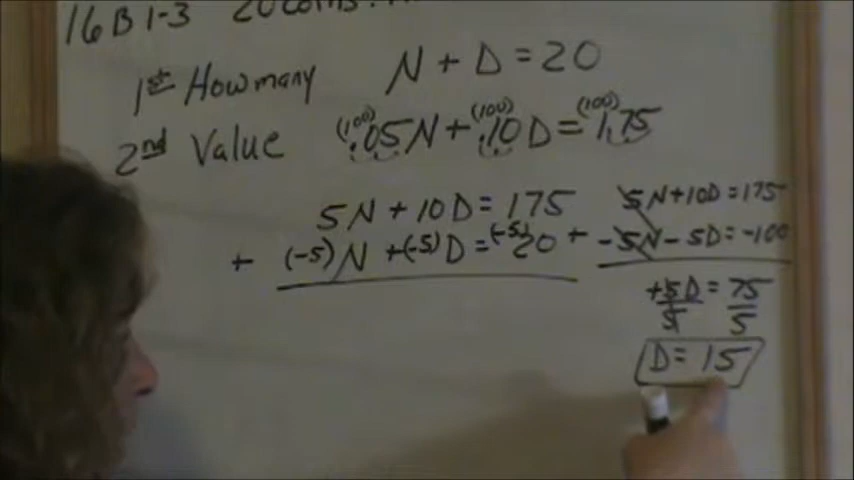 16 B 1-3 20 coins.
1st How many N + D = 20
2nd Value (100) .05N + (100) .10D = (100) 1.75
5N + 10D = 175
+ (-5)N + (-5)D = (-5)20
5N + 10D = 175
+ -5N - 5D = -100
+5D = 75
5 5
D = 15